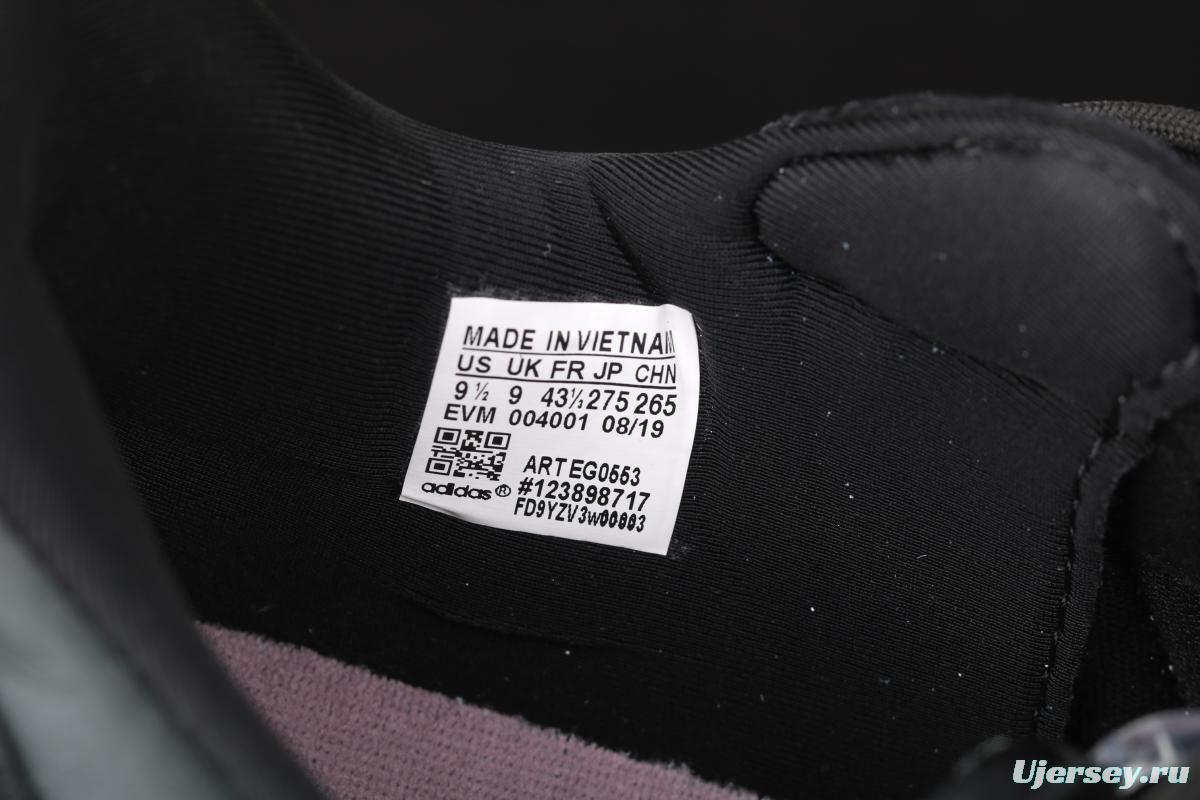 MADE IN VIETNAM
US UK FR JP CHN
9 ½ 9 43⅓ 275 265
EVM 004001 08/19
ART EG0553
adidas® #123898717
FD9YZV3w00003
Ujersey.ru